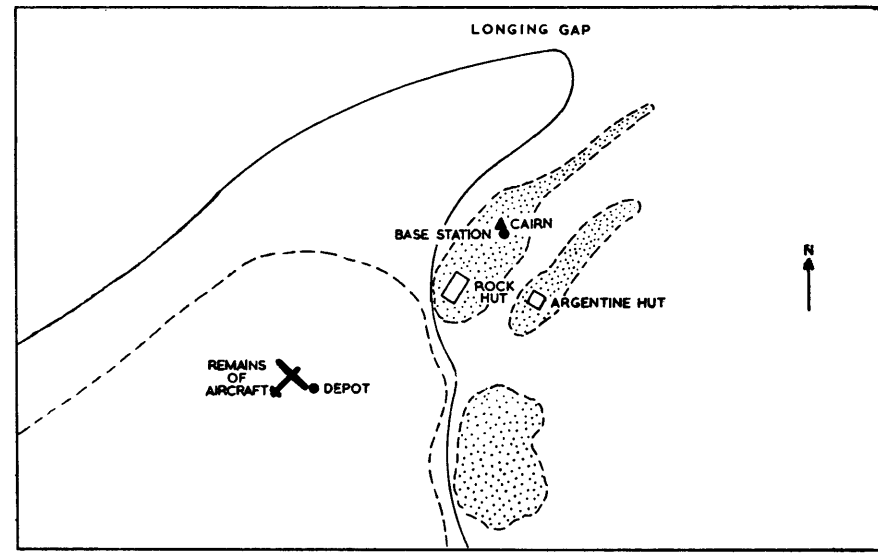 LONGING GAP
CAIRN
BASE STATION
N
ROCK
HUT
ARGENTINE HUT
REMAINS
OF
AIRCRAFT
DEPOT